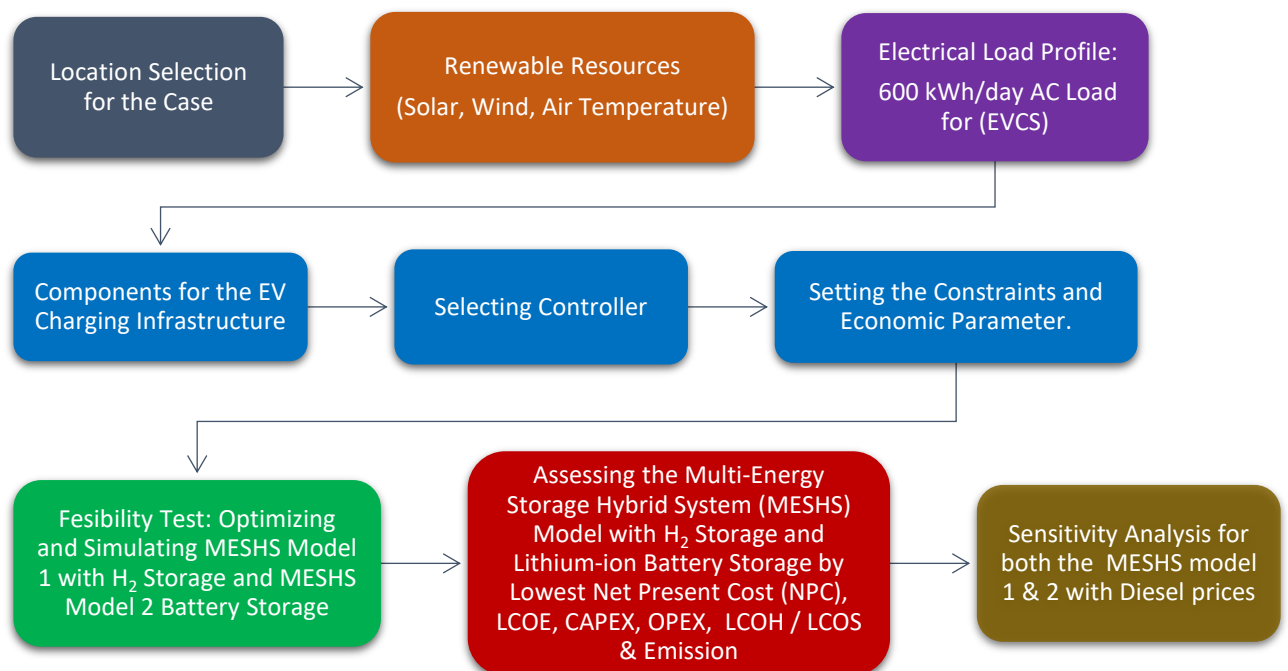 Location Selection
for the Case
Renewable Resources
(Solar, Wind, Air Temperature)
Electrical Load Profile:
600 kWh/day AC Load
for (EVCS)
Components for the EV
Charging Infrastructure
Selecting Controller
Setting the Constraints and
Economic Parameter.
Fesibility Test: Optimizing
and Simulating MESHS Model
1 with H₂ Storage and MESHS
Model 2 Battery Storage
Assessing the Multi-Energy
Storage Hybrid System (MESHS)
Model with H₂ Storage and
Lithium-ion Battery Storage by
Lowest Net Present Cost (NPC),
LCOE, CAPEX, OPEX, LCOH / LCOS
& Emission
Sensitivity Analysis for
both the MESHS model
1 & 2 with Diesel prices